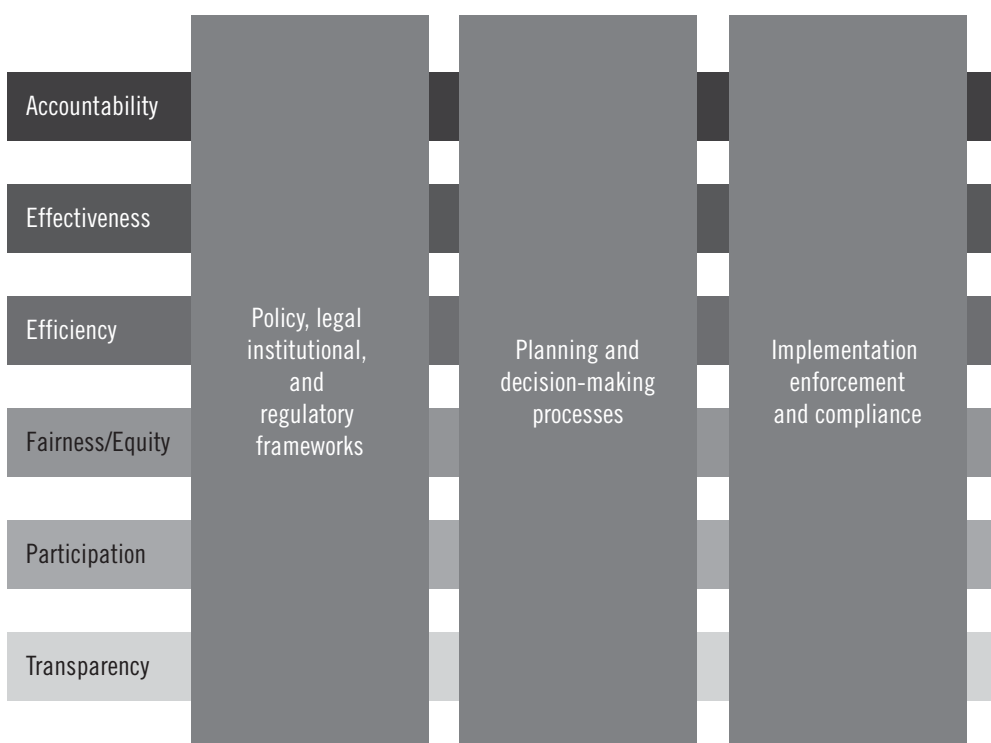 Accountability
Effectiveness
Efficiency
Fairness/Equity
Participation
Transparency
Policy, legal
institutional,
and
regulatory
frameworks
Planning and
decision-making
processes
Implementation
enforcement
and compliance